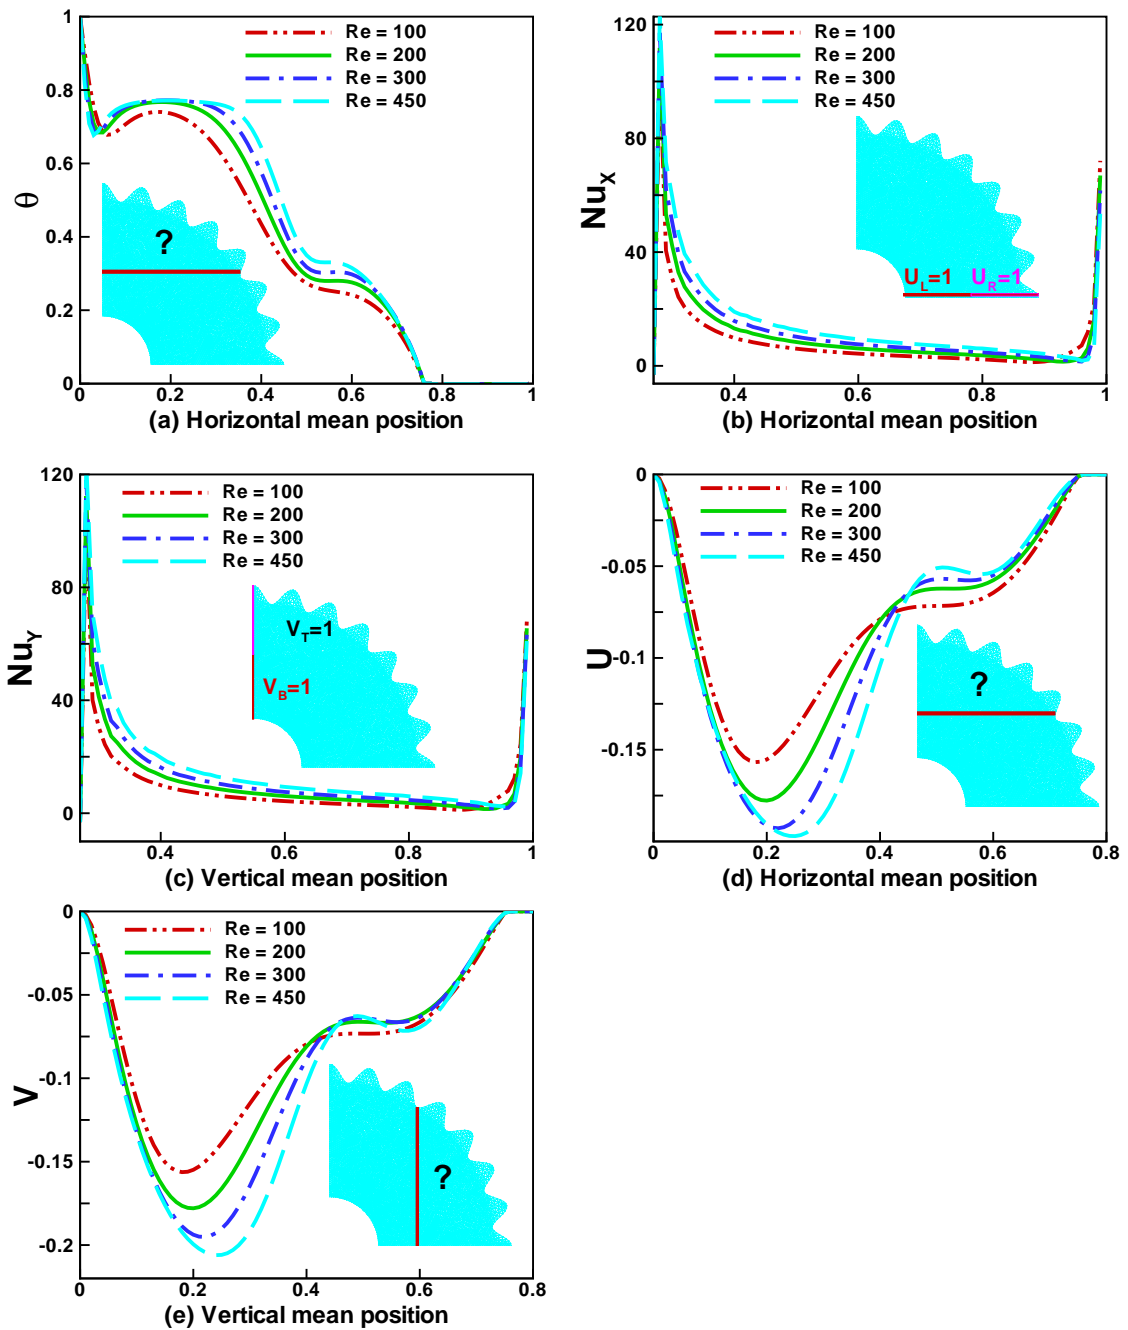 1
0.8
0.6
0.4
0.2
0
θ
Re = 100
Re = 200
Re = 300
Re = 450
?
0 0.2 0.4 0.6 0.8 1
(a) Horizontal mean position
120
80
40
0
Nu_X
Re = 100
Re = 200
Re = 300
Re = 450
U_L=1 U_R=1
0.4 0.6 0.8 1
(b) Horizontal mean position
120
80
40
0
Nu_Y
Re = 100
Re = 200
Re = 300
Re = 450
V_T=1
V_B=1
0.4 0.6 0.8 1
(c) Vertical mean position
0
-0.05
-0.1
-0.15
U
Re = 100
Re = 200
Re = 300
Re = 450
?
0 0.2 0.4 0.6 0.8
(d) Horizontal mean position
0
-0.05
-0.1
-0.15
-0.2
V
Re = 100
Re = 200
Re = 300
Re = 450
?
0 0.2 0.4 0.6 0.8
(e) Vertical mean position